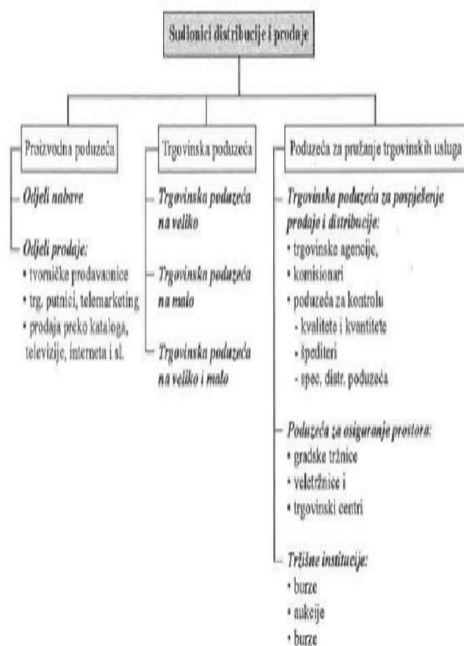 Sudionici distribucije i prodaje
Proizvodna poduzeća
Odjeli nabave
Odjeli prodaje:
• tvorničke prodavaonice
• trg. putnici, telemarketing
• prodaja preko kataloga,
televizije, interneta i sl.
Trgovinska poduzeća
Trgovinska poduzeća
na veliko
Trgovinska poduzeća
na malo
Trgovinska poduzeća
na veliko i malo
Poduzeća za pružanje trgovinskih usluga
Trgovinska poduzeća za pospješenje
prodaje i distribucije:
• trgovinske agencije,
• komisionari
• poduzeća za kontrolu
- kvalitete i kvantitete
- špediteri
- spec. distr. poduzeća
Poduzeća za osiguranje prostora:
• gradske tržnice
• veletržnice i
• trgovinski centri
Tržišne institucije:
• burze
• aukcije
• burze